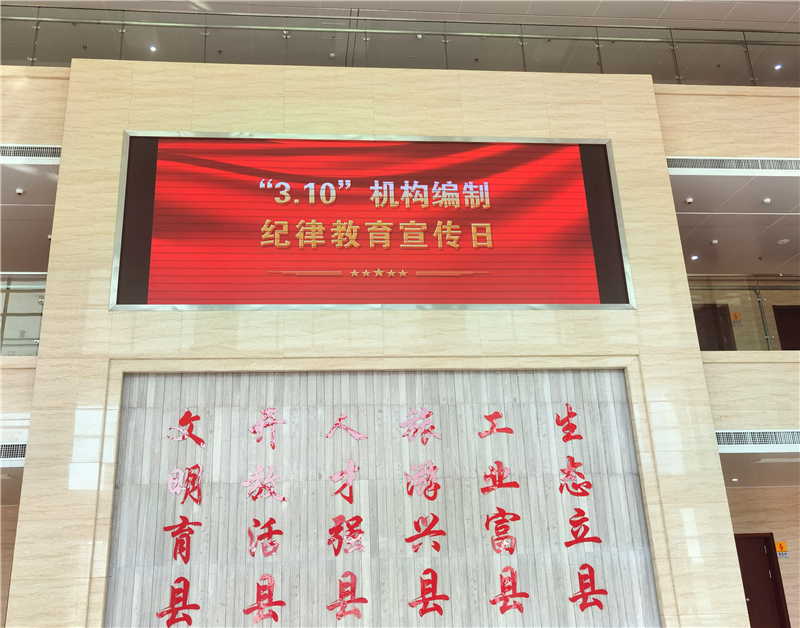 “3.10”机构编制
纪律教育宣传日
生态立县
工业富县
旅游兴县
人才强县
开放活县
文明育县